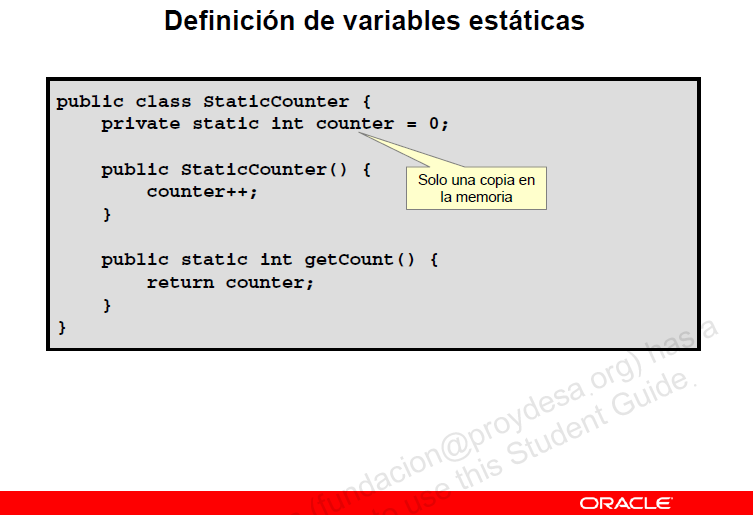 Definición de variables estáticas
public class StaticCounter {
    private static int counter = 0;
    public StaticCounter() {
        counter++;
    }
    public static int getCount() {
        return counter;
    }
}
Solo una copia en
la memoria
(fundacion@proydesa.org) has a
use this Student Guide.
ORACLE